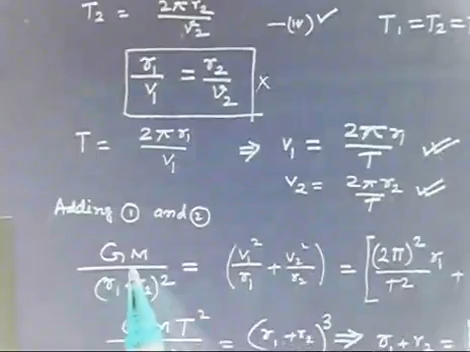 T₂ = 2πr₂/v₂ —(iv) ✓ T₁ = T₂ =
r₁/v₁ = r₂/v₂ ×
T = 2πr₁/v₁ ⇒ v₁ = 2πr₁/T ✓
v₂ = 2πr₂/T ✓
Adding ① and ②
GM/(r₁+r₂)² = (v₁²/r₁ + v₂²/r₂) = [(2π)²/T² r₁ +
T² = (r₁+r₂)³ ⇒ r₁+r₂ =